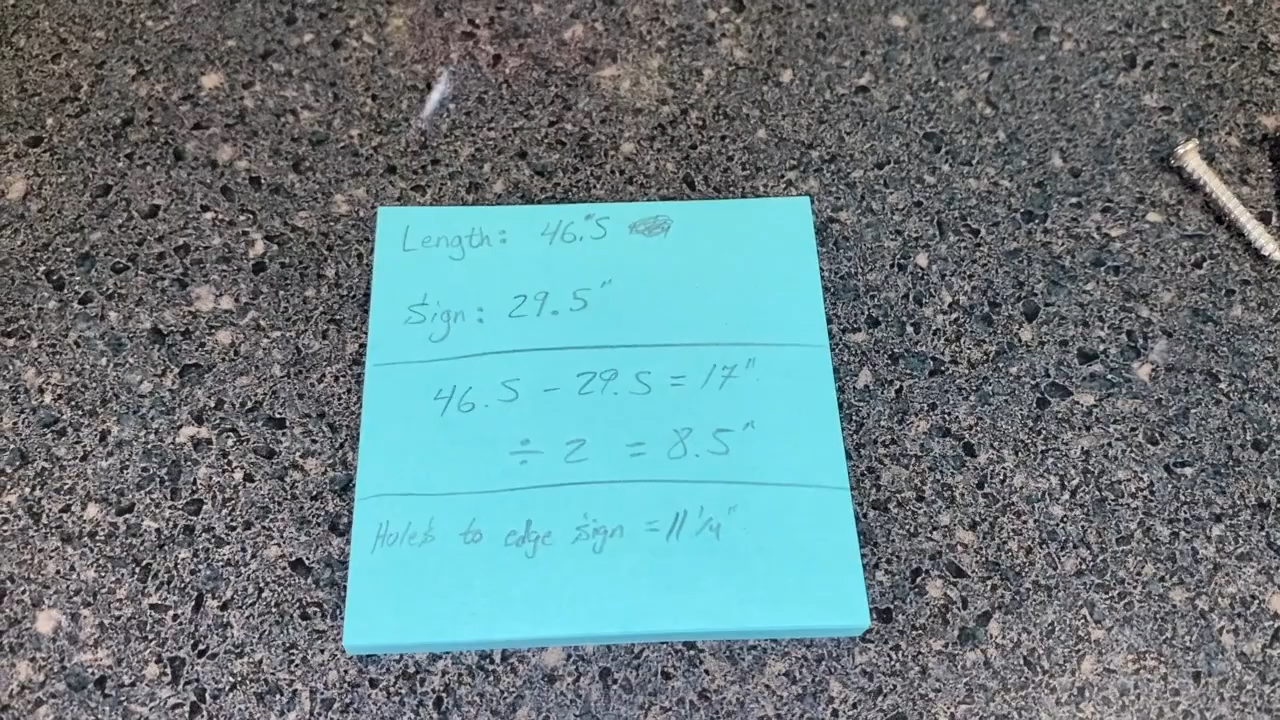 Length: 46.5"
Sign: 29.5"
46.5 - 29.5 = 17"
÷ 2 = 8.5"
Holes to edge sign = 11 1/4"